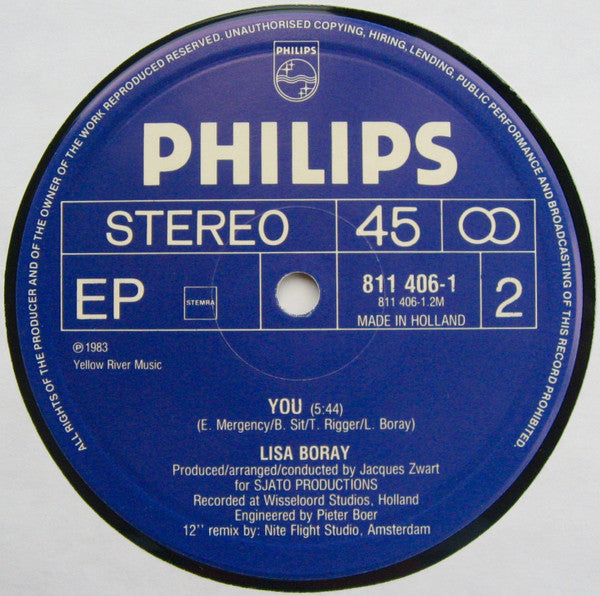 ALL RIGHTS OF THE PRODUCER AND OF THE OWNER OF THE WORK REPRODUCED RESERVED. UNAUTHORISED COPYING, HIRING, LENDING, PUBLIC PERFORMANCE AND BROADCASTING OF THIS RECORD PROHIBITED.
PHILIPS
PHILIPS
STEREO 45
EP STEMRA 811 406-1 2
811 406-1.2M
MADE IN HOLLAND
℗ 1983
Yellow River Music
YOU (5:44)
(E. Mergency/B. Sit/T. Rigger/L. Boray)
LISA BORAY
Produced/arranged/conducted by Jacques Zwart
for SJATO PRODUCTIONS
Recorded at Wisseloord Studios, Holland
Engineered by Pieter Boer
12'' remix by: Nite Flight Studio, Amsterdam